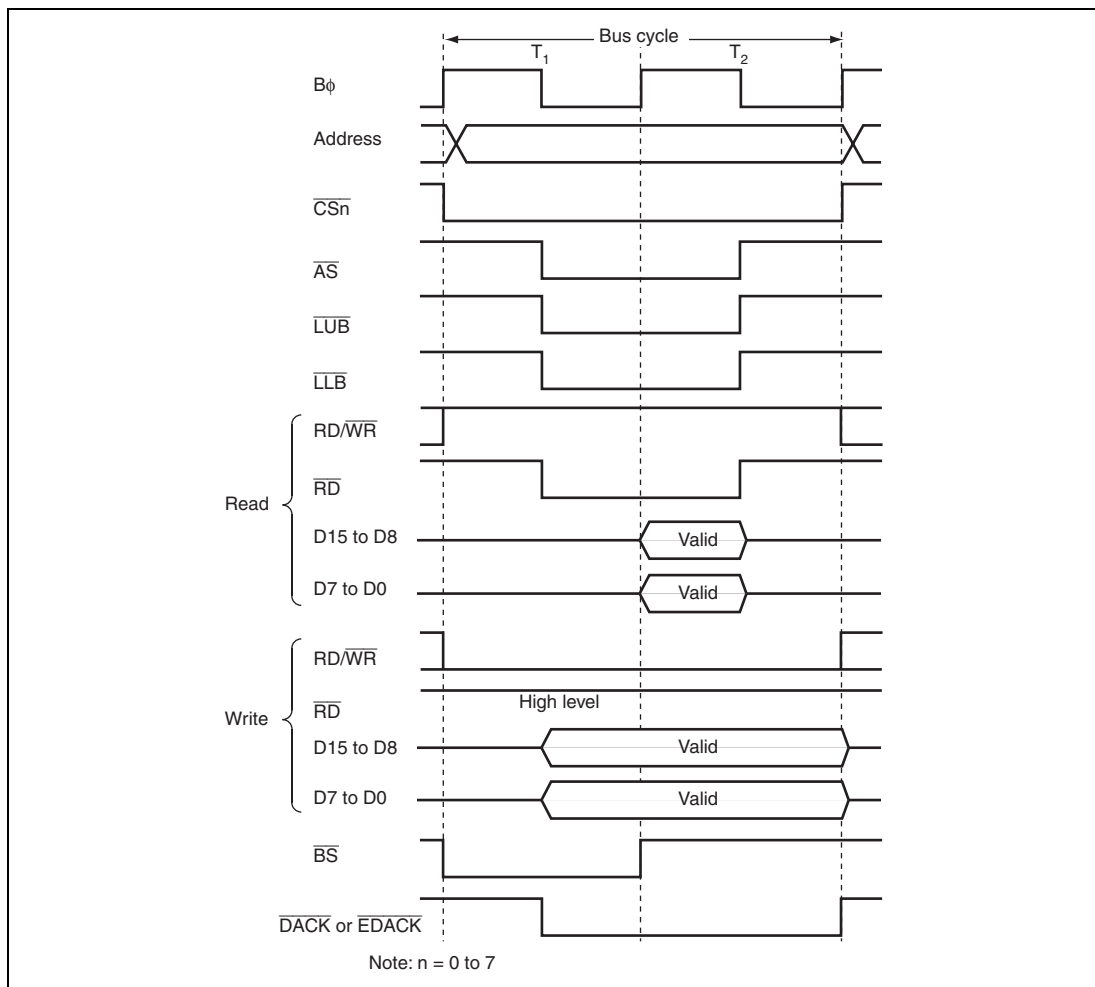 Bus cycle
T1 T2
Bϕ
Address
CSn
AS
LUB
LLB
RD/WR
RD
Read
D15 to D8 Valid
D7 to D0 Valid
RD/WR
High level
RD
Write
D15 to D8 Valid
D7 to D0 Valid
BS
DACK or EDACK
Note: n = 0 to 7